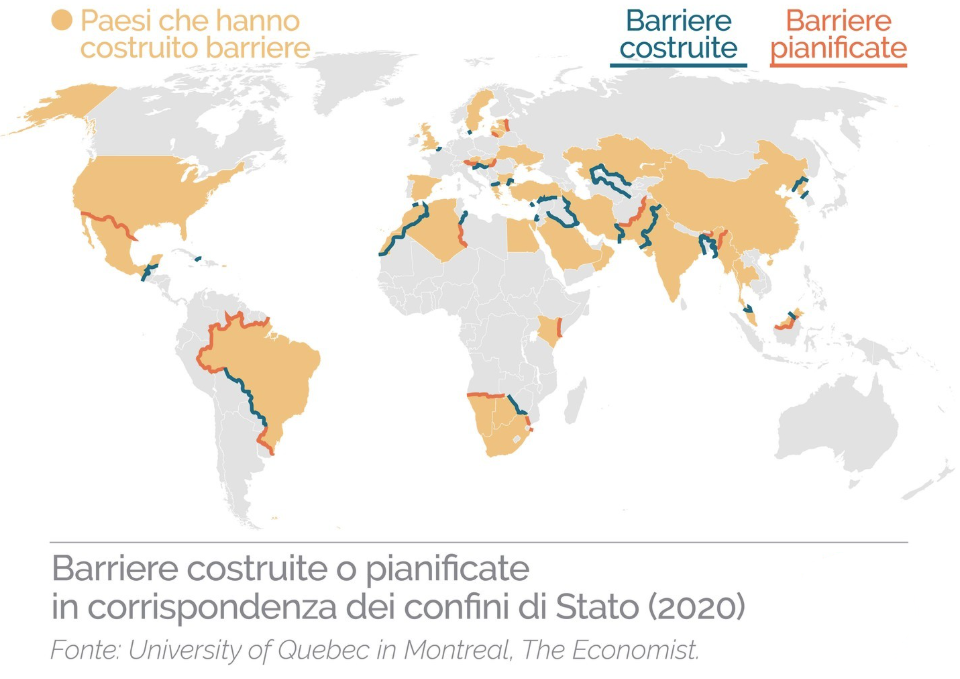 Paesi che hanno
costruito barriere
Barriere
costruite
Barriere
pianificate
Barriere costruite o pianificate
in corrispondenza dei confini di Stato (2020)
Fonte: University of Quebec in Montreal, The Economist.